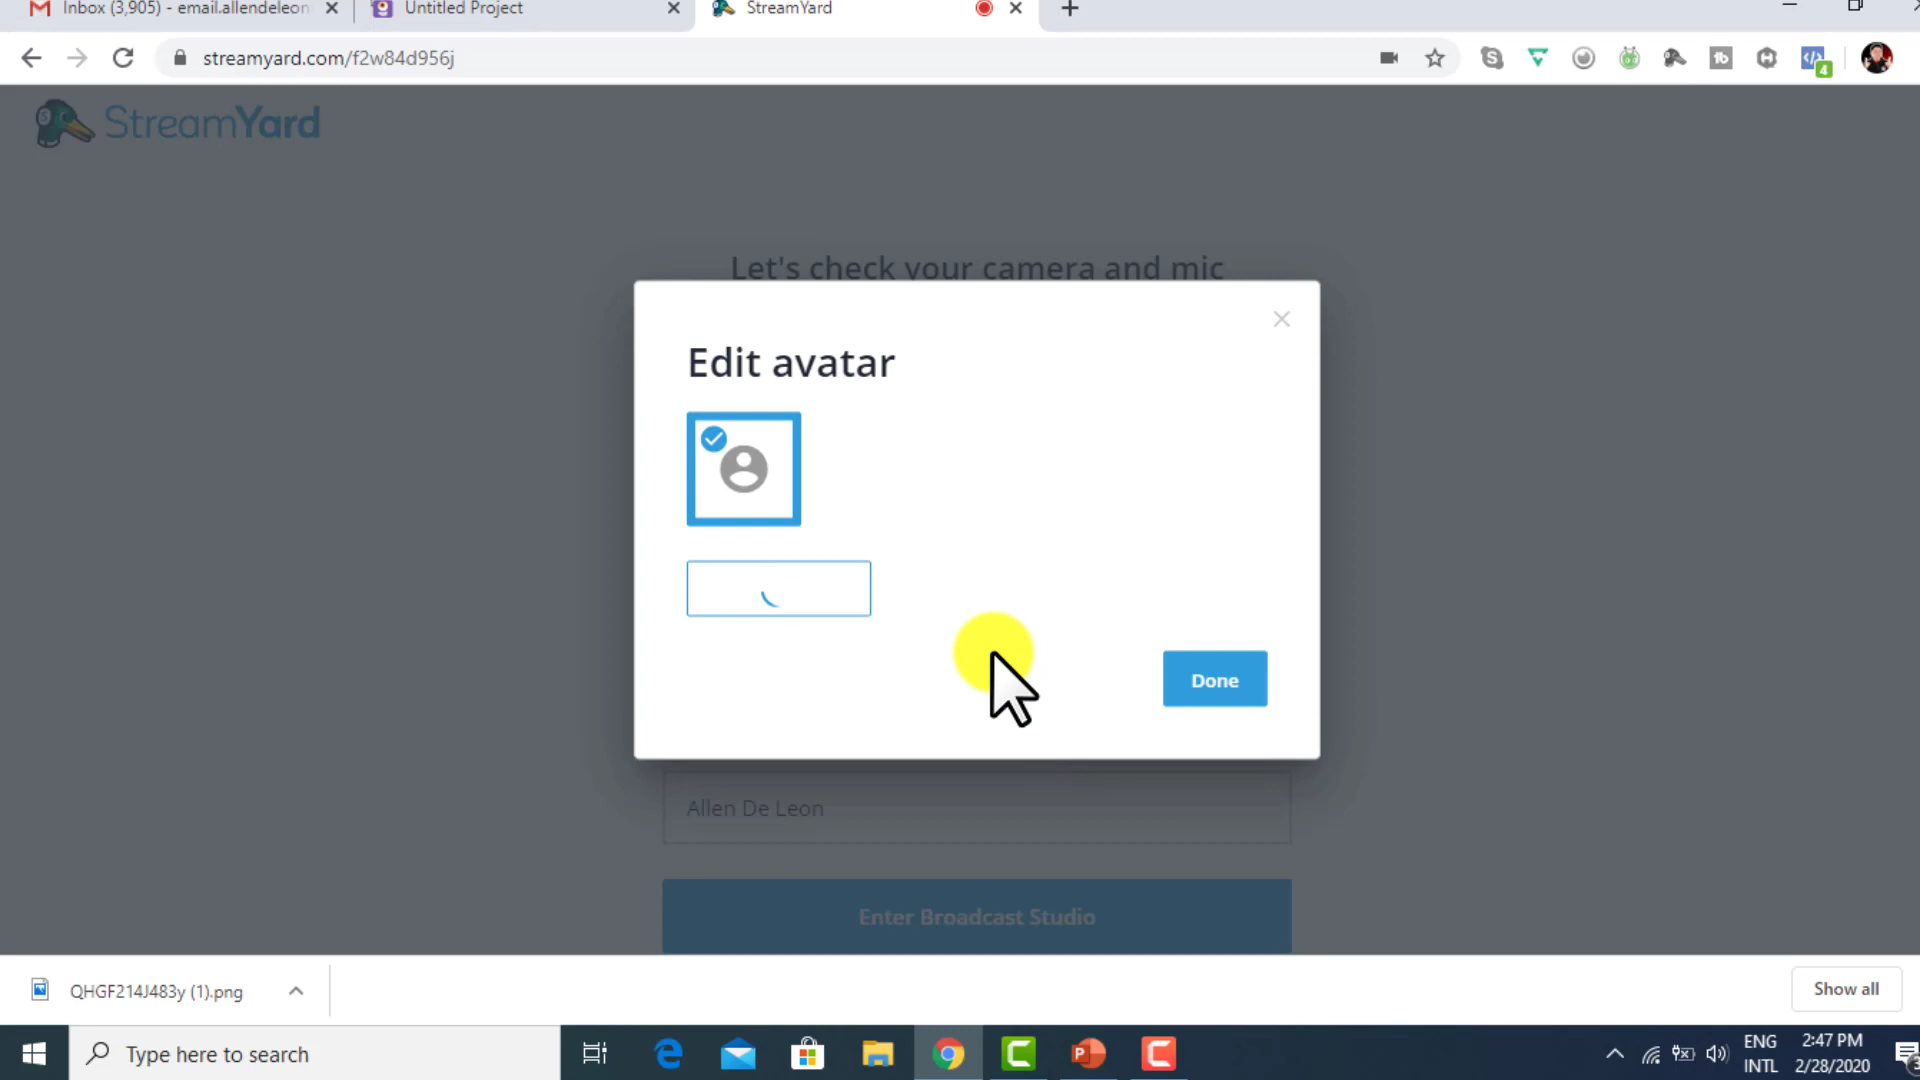 Inbox (3,905) - email.allendeleon
Untitled Project
StreamYard
streamyard.com/f2w84d956j
4
StreamYard
Let's check your camera and mic
Edit avatar
Done
Allen De Leon
Enter Broadcast Studio
QHGF214J483y (1).png
Show all
Type here to search
ENG
INTL
2:47 PM
2/28/2020